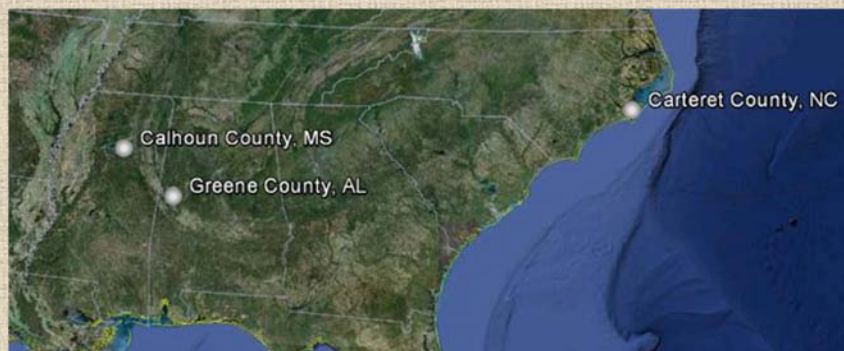 Carteret County, NC
Calhoun County, MS
Greene County, AL